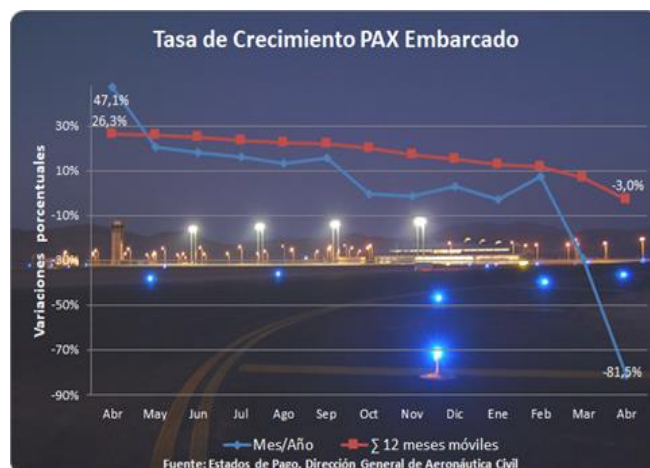 Tasa de Crecimiento PAX Embarcado
47,1%
26,3%
-3,0%
-81,5%
Variaciones porcentuales
30%
10%
-10%
-30%
-50%
-70%
-90%
Abr May Jun Jul Ago Sep Oct Nov Dic Ene Feb Mar Abr
Mes/Año ∑ 12 meses móviles
Fuente: Estados de Pago, Dirección General de Aeronáutica Civil